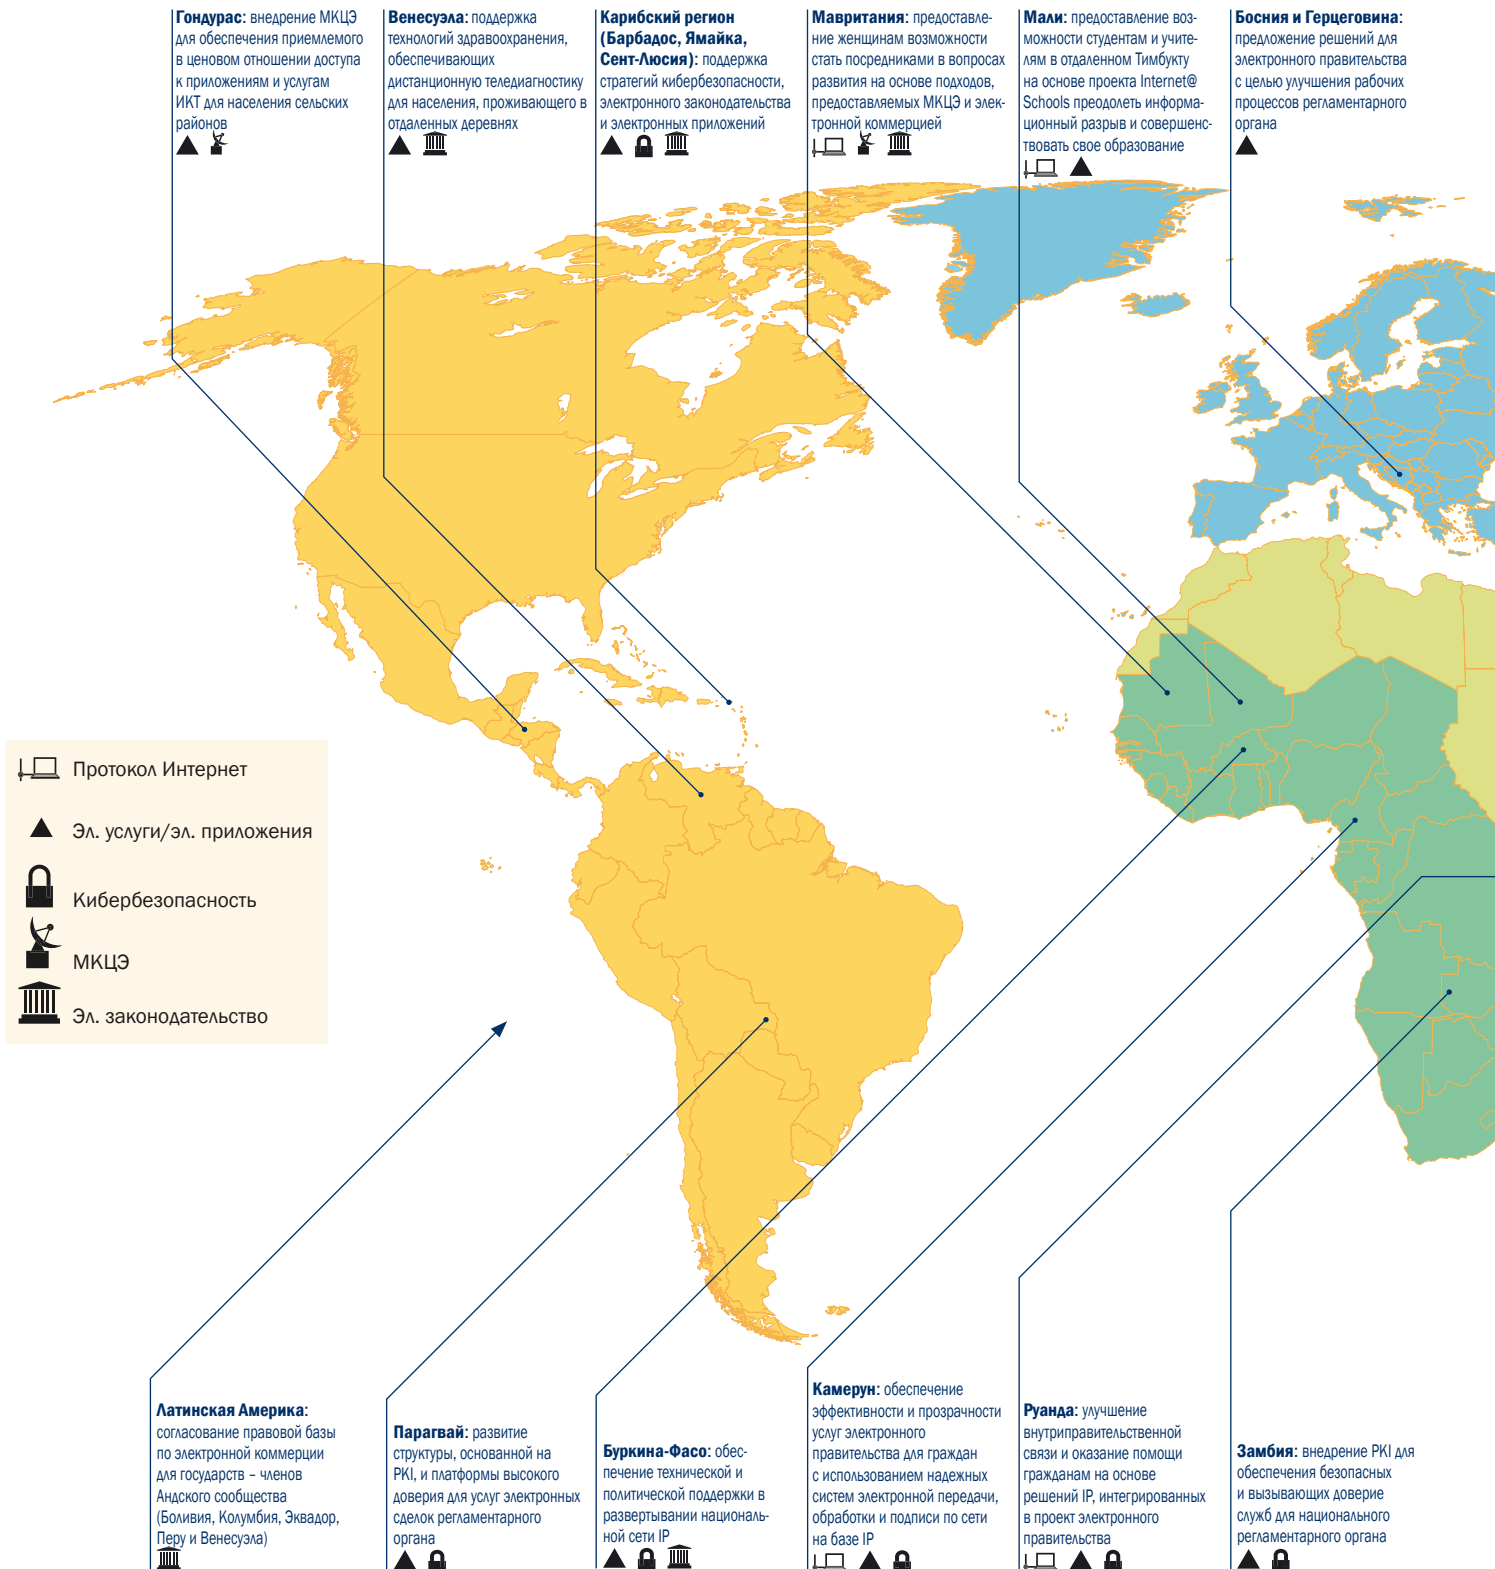 Гондурас: внедрение МКЦЭ
для обеспечения приемлемого
в ценовом отношении доступа
к приложениям и услугам
ИКТ для населения сельских
районов
Венесуэла: поддержка
технологий здравоохранения,
обеспечивающих
дистанционную теледиагностику
для населения, проживающего в
отдаленных деревнях
Карибский регион
(Барбадос, Ямайка,
Сент-Люсия): поддержка
стратегий кибербезопасности,
электронного законодательства
и электронных приложений
Мавритания: предоставле-
ние женщинам возможности
стать посредниками в вопросах
развития на основе подходов,
предоставляемых МКЦЭ и элек-
тронной коммерцией
Мали: предоставление воз-
можности студентам и учите-
лям в отдаленном Тимбукту
на основе проекта Internet@
Schools преодолеть информа-
ционный разрыв и совершенс-
твовать свое образование
Босния и Герцеговина:
предложение решений для
электронного правительства
с целью улучшения рабочих
процессов регламентарного
органа
Протокол Интернет
Эл. услуги/эл. приложения
Кибербезопасность
МКЦЭ
Эл. законодательство
Латинская Америка:
согласование правовой базы
по электронной коммерции
для государств – членов
Андского сообщества
(Боливия, Колумбия, Эквадор,
Перу и Венесуэла)
Парагвай: развитие
структуры, основанной на
PKI, и платформы высокого
доверия для услуг электронных
сделок регламентарного
органа
Буркина-Фасо: обес-
печение технической и
политической поддержки в
развертывании националь-
ной сети IP
Камерун: обеспечение
эффективности и прозрачности
услуг электронного
правительства для граждан
с использованием надежных
систем электронной передачи,
обработки и подписи по сети
на базе IP
Руанда: улучшение
внутриправительственной
связи и оказание помощи
гражданам на основе
решений IP, интегрированных
в проект электронного
правительства
Замбия: внедрение PKI для
обеспечения безопасных
и вызывающих доверие
служб для национального
регламентарного органа